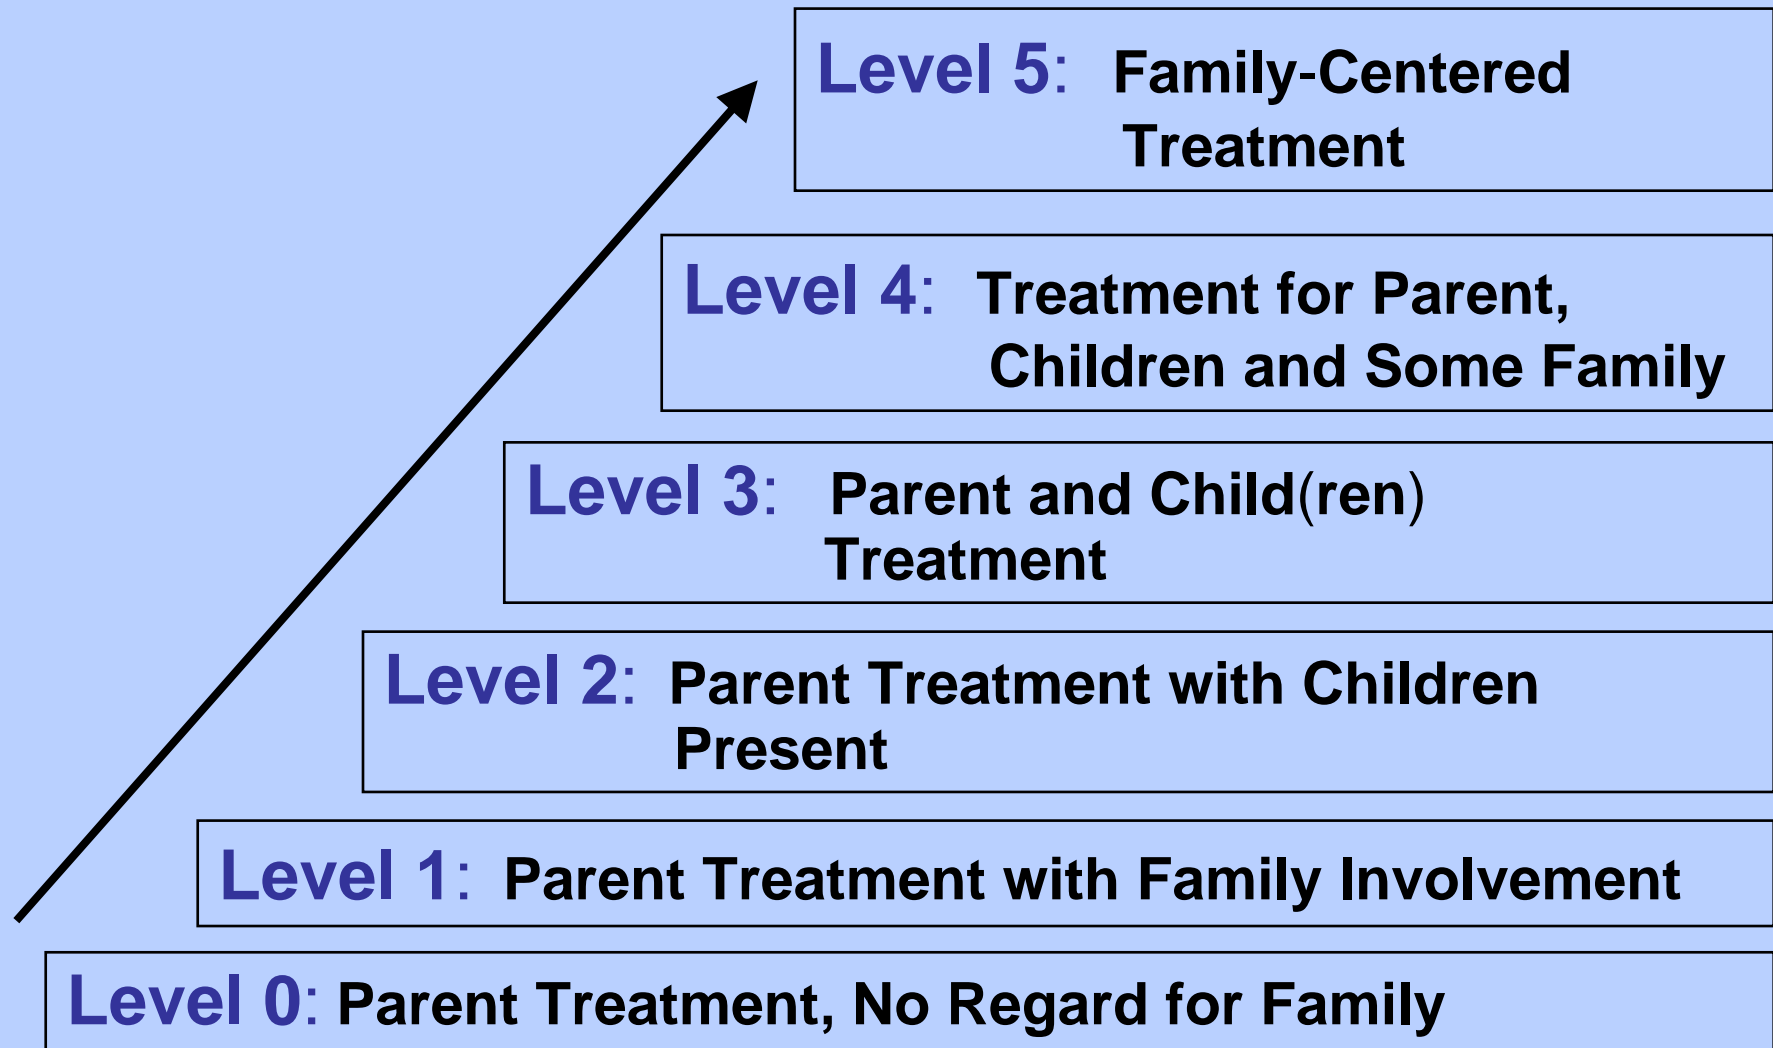 Level 5: Family-Centered
Treatment
Level 4: Treatment for Parent,
Children and Some Family
Level 3: Parent and Child(ren)
Treatment
Level 2: Parent Treatment with Children
Present
Level 1: Parent Treatment with Family Involvement
Level 0: Parent Treatment, No Regard for Family